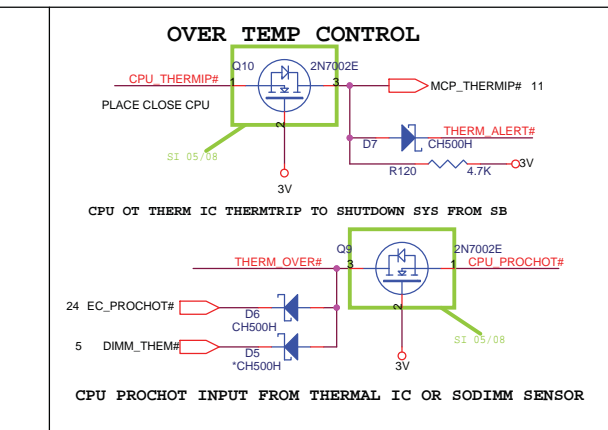 OVER TEMP CONTROL
Q10 2N7002E
CPU_THERMIP# 1 3 MCP_THERMIP# 11
PLACE CLOSE CPU
2
THERM_ALERT#
D7 CH500H
SI 05/08
R120 4.7K 3V
3V
CPU OT THERM IC THERMTRIP TO SHUTDOWN SYS FROM SB
Q9 2N7002E
THERM_OVER# 3 1 CPU_PROCHOT#
2
24 EC_PROCHOT#
D6
CH500H
SI 05/08
5 DIMM_THEM#
D5
*CH500H
3V
CPU PROCHOT INPUT FROM THERMAL IC OR SODIMM SENSOR